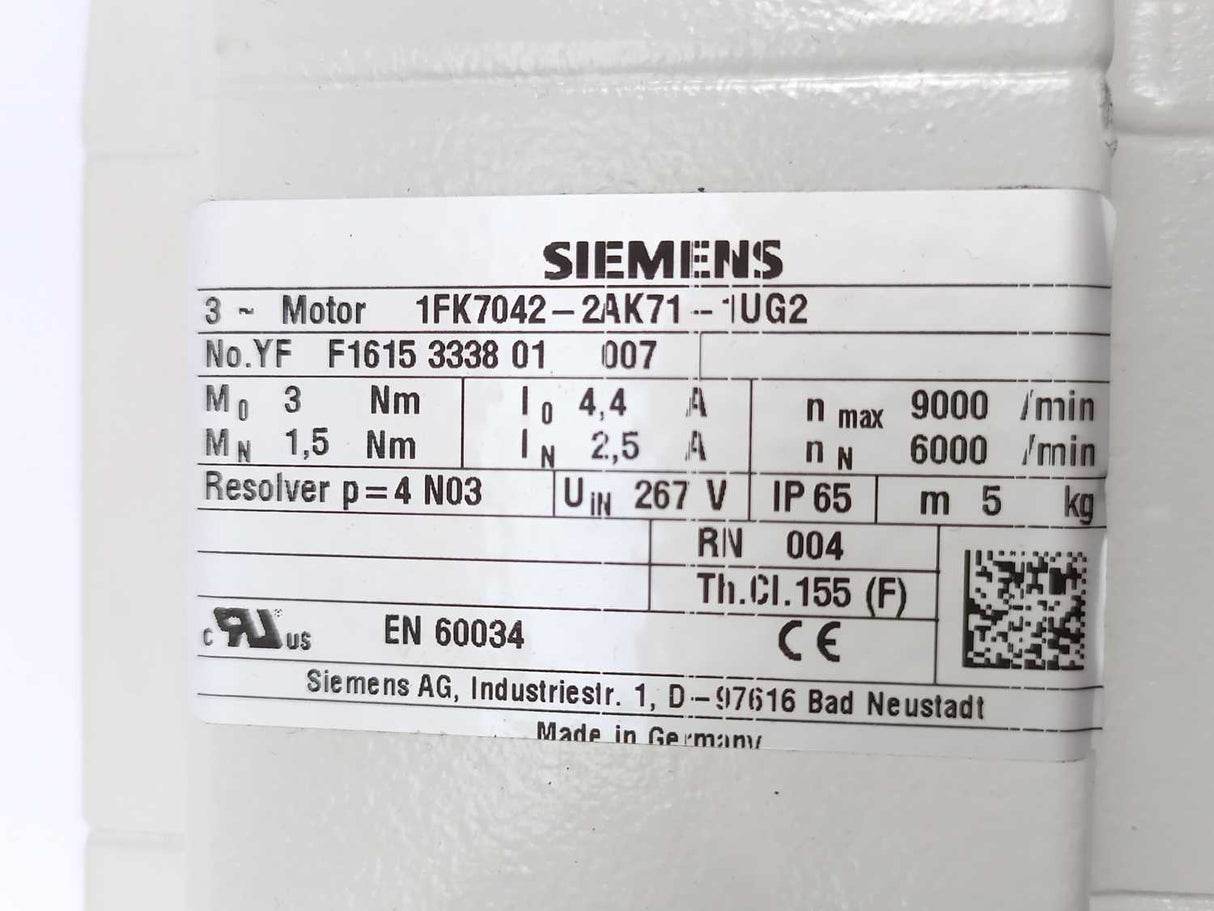 SIEMENS
3 ~ Motor 1FK7042-2AK71-1UG2
No.YF F1615 3338 01 007
M0 3 Nm I0 4,4 A nmax 9000 /min
MN 1,5 Nm IN 2,5 A nN 6000 /min
Resolver p=4 N03 UiN 267 V IP 65 m 5 kg
RN 004
Th.Cl.155 (F)
c RU ® US EN 60034 CE
Siemens AG, Industriestr. 1, D-97616 Bad Neustadt
Made in Germany